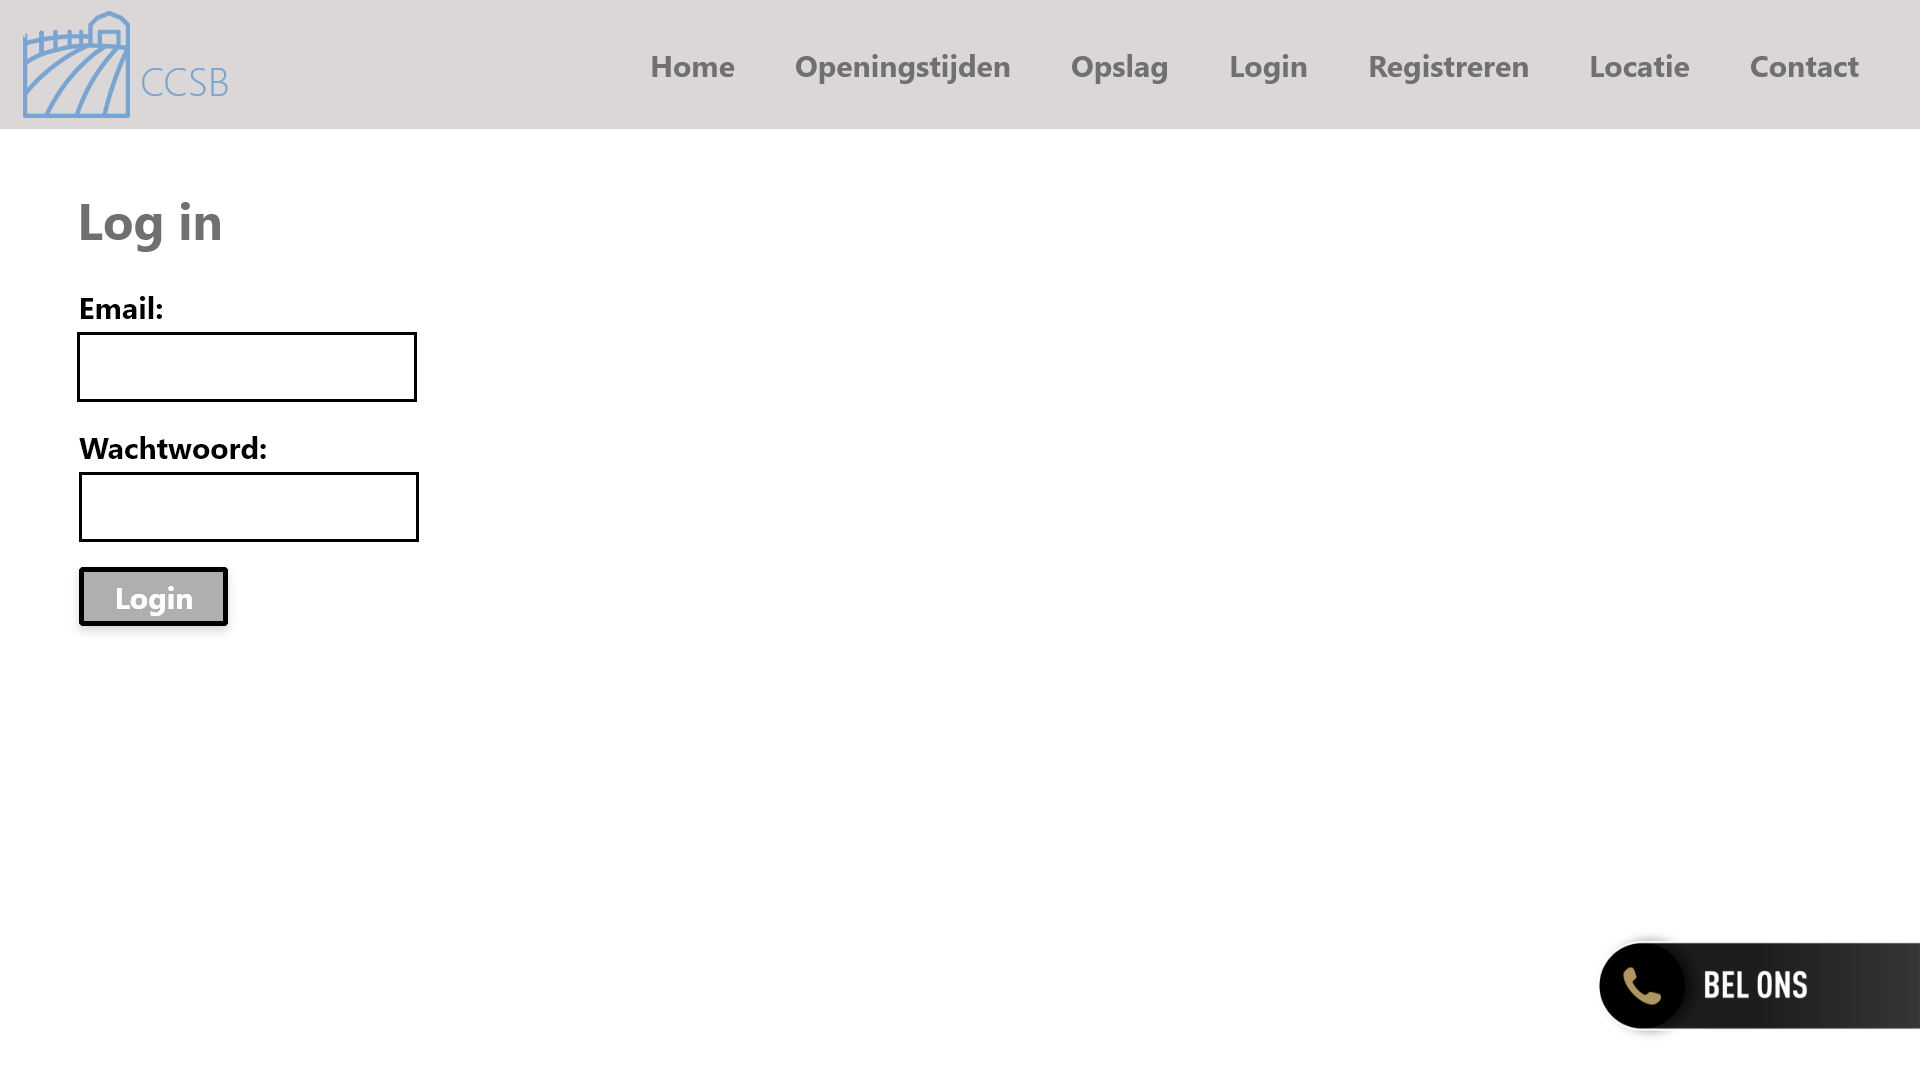 CCSB
Home Openingstijden Opslag Login Registreren Locatie Contact
Log in
Email:
Wachtwoord:
Login
BEL ONS